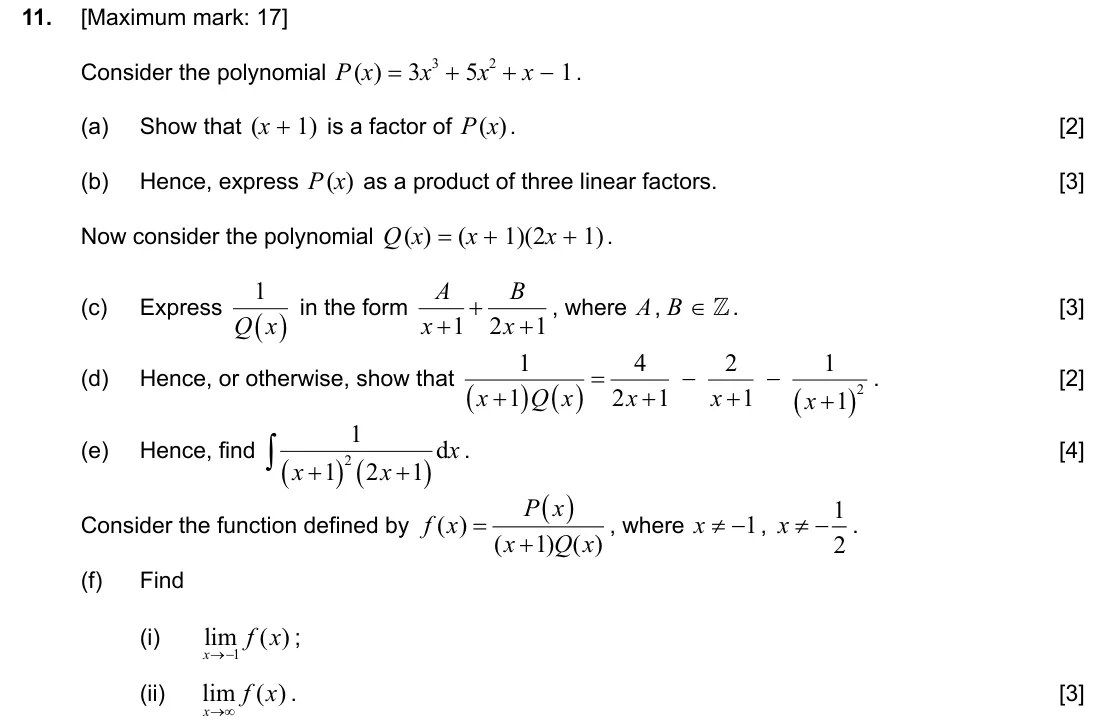 11. [Maximum mark: 17]
Consider the polynomial P(x) = 3x³ + 5x² + x − 1.
(a) Show that (x + 1) is a factor of P(x). [2]
(b) Hence, express P(x) as a product of three linear factors. [3]
Now consider the polynomial Q(x) = (x + 1)(2x + 1).
(c) Express 1/Q(x) in the form A/(x+1) + B/(2x+1), where A, B ∈ ℤ. [3]
(d) Hence, or otherwise, show that 1/((x+1)Q(x)) = 4/(2x+1) − 2/(x+1) − 1/(x+1)². [2]
(e) Hence, find ∫ 1/((x+1)²(2x+1)) dx. [4]
Consider the function defined by f(x) = P(x)/((x+1)Q(x)), where x ≠ −1, x ≠ −1/2.
(f) Find
(i) lim x→−1 f(x);
(ii) lim x→∞ f(x). [3]